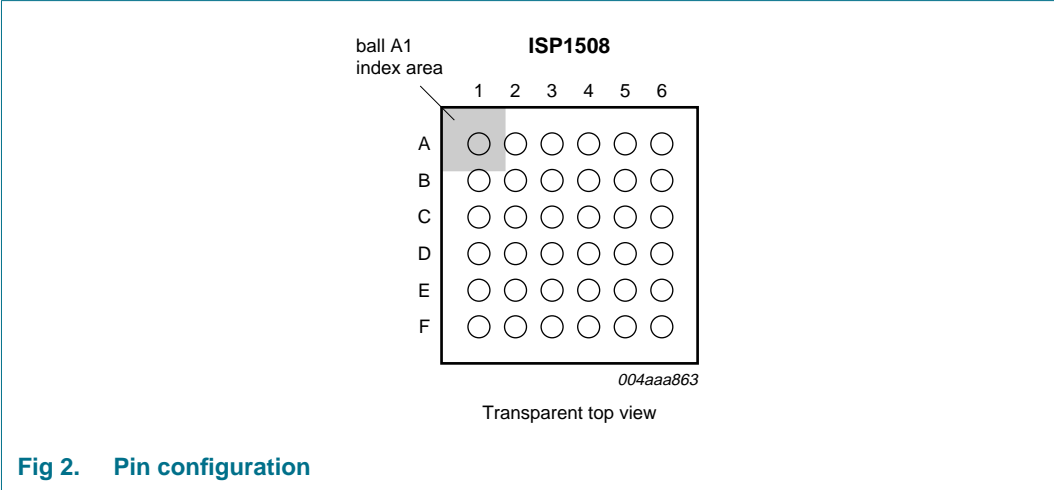 ball A1
index area
ISP1508
1 2 3 4 5 6
A
B
C
D
E
F
004aaa863
Transparent top view
Fig 2. Pin configuration